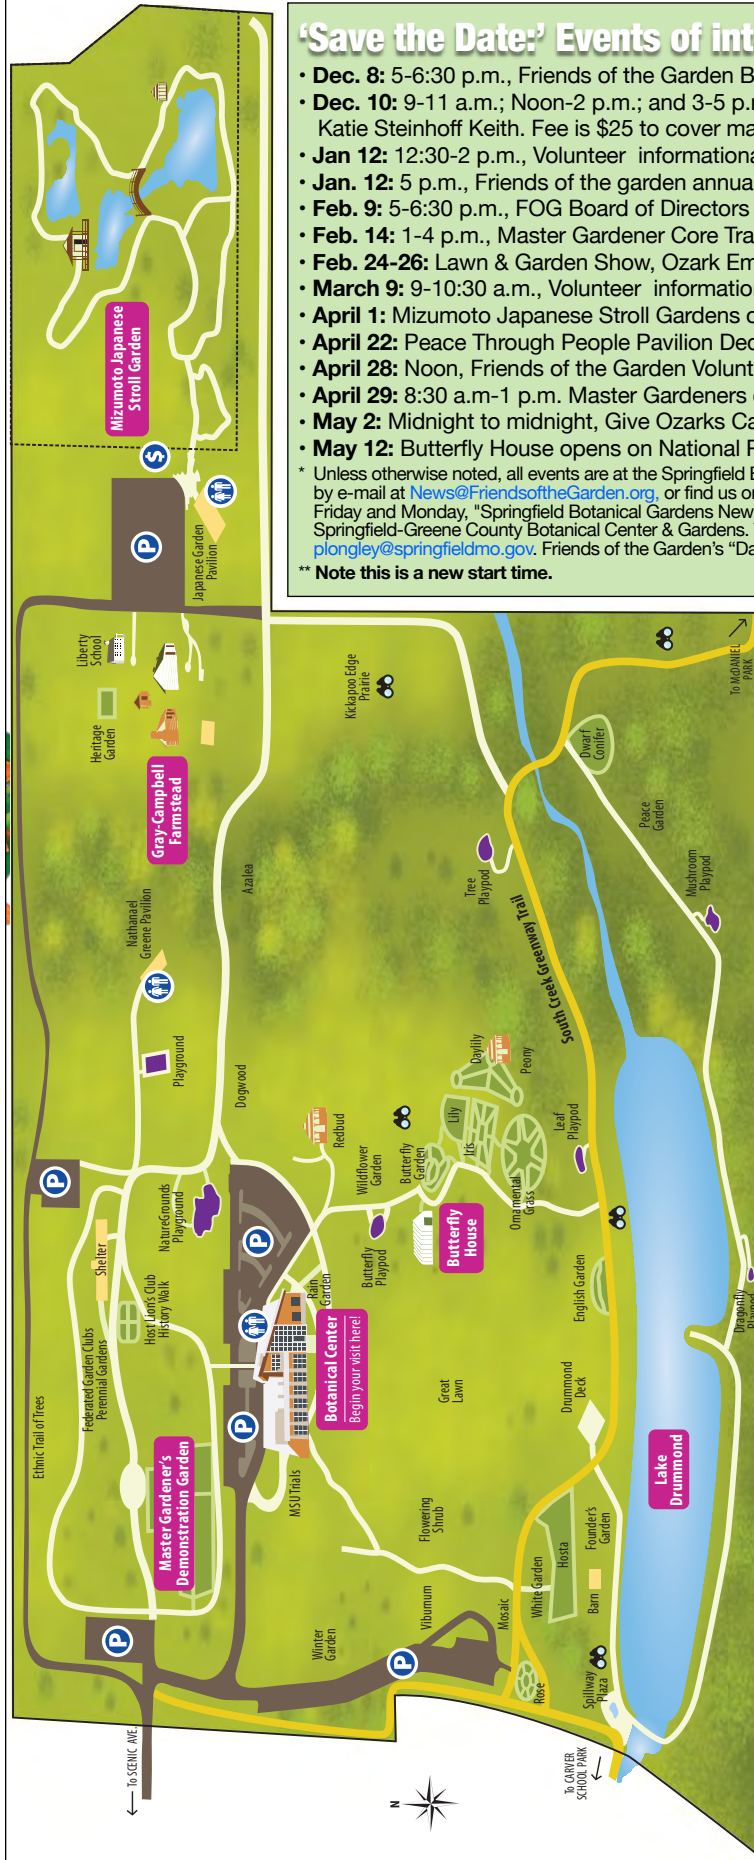 ‘Save the Date:’ Events of int
• Dec. 8: 5-6:30 p.m., Friends of the Garden B
• Dec. 10: 9-11 a.m.; Noon-2 p.m.; and 3-5 p.m
Katie Steinhoff Keith. Fee is $25 to cover ma
• Jan 12: 12:30-2 p.m., Volunteer informationa
• Jan. 12: 5 p.m., Friends of the garden annua
• Feb. 9: 5-6:30 p.m., FOG Board of Directors
• Feb. 14: 1-4 p.m., Master Gardener Core Tra
• Feb. 24-26: Lawn & Garden Show, Ozark Em
• March 9: 9-10:30 a.m., Volunteer informatio
• April 1: Mizumoto Japanese Stroll Gardens o
• April 22: Peace Through People Pavilion Dec
• April 28: Noon, Friends of the Garden Volunt
• April 29: 8:30 a.m-1 p.m. Master Gardeners
• May 2: Midnight to midnight, Give Ozarks Ca
• May 12: Butterfly House opens on National P
* Unless otherwise noted, all events are at the Springfield B
by e-mail at News@FriendsoftheGarden.org, or find us or
Friday and Monday, "Springfield Botanical Gardens New
Springfield-Greene County Botanical Center & Gardens.
plongley@springfieldmo.gov. Friends of the Garden’s “Da
** Note this is a new start time.
Mizumoto Japanese
Stroll Garden
$
P
Japanese Garden
Pavilion
Liberty
School
Heritage
Garden
Gray-Campbell
Farmstead
Kickapoo Edge
Prairie
To McDANIEL
PARK
Dwarf
Conifer
Peace
Garden
Mushroom
Playpod
Tree
Playpod
South Creek Greenway Trail
Azalea
Nathanael
Greene Pavilion
Playground
Dogwood
Redbud
Wildflower
Garden
Butterfly
Garden
Lily
Iris
Daylily
Peony
Leaf
Playpod
Ornamental
Grass
Butterfly
House
Butterfly
Playpod
P
NatureGrounds
Playground
P
Rain
Garden
Shelter
Host Lion's Club
History Walk
Federated Garden Clubs
Perennial Gardens
Ethnic Trail of Trees
Botanical Center
Begin your visit here!
P
Master Gardener's
Demonstration Garden
MSU Trials
Great
Lawn
English Garden
Drummond
Deck
Dragonfly
Playpod
Lake
Drummond
Flowering
Shrub
Founder's
Garden
Hosta
White Garden
Barn
Mosaic
Viburnum
Winter
Garden
P
P
Rose
Spillway
Plaza
To SCENIC AVE.
To CARVER
SCHOOL PARK
N